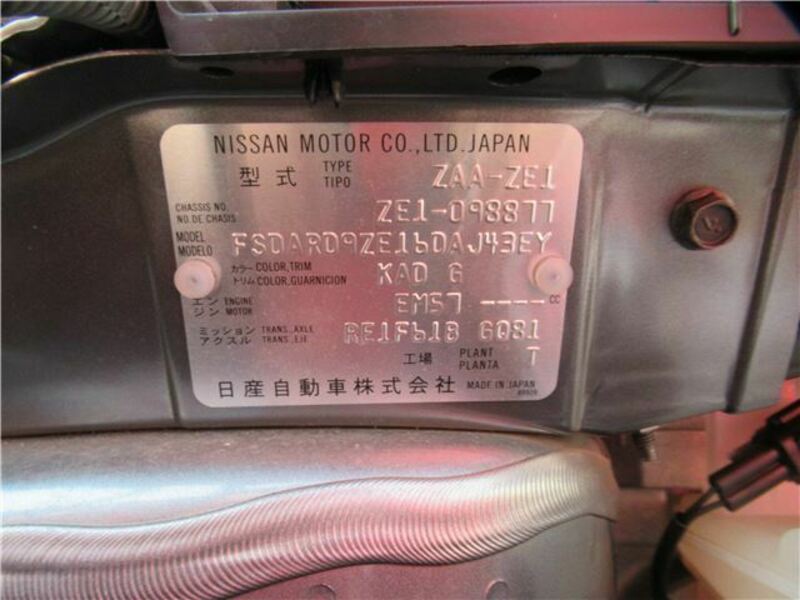 NISSAN MOTOR CO.,LTD.JAPAN
型式 TYPE TIPO ZAA-ZE1
CHASSIS NO. NO.DE CHASIS ZE1-098877
MODEL MODELO FSDARD9ZE16DAJ43EY
カラー COLOR,TRIM トリム COLOR,GUARNICION KAD G
エンジン ENGINE MOTOR EM57 ---- CC
ミッション TRANS.,AXLE アクスル TRANS.,EJE RE1F61B GQ81
工場 PLANT PLANTA T
日産自動車株式会社 MADE IN JAPAN